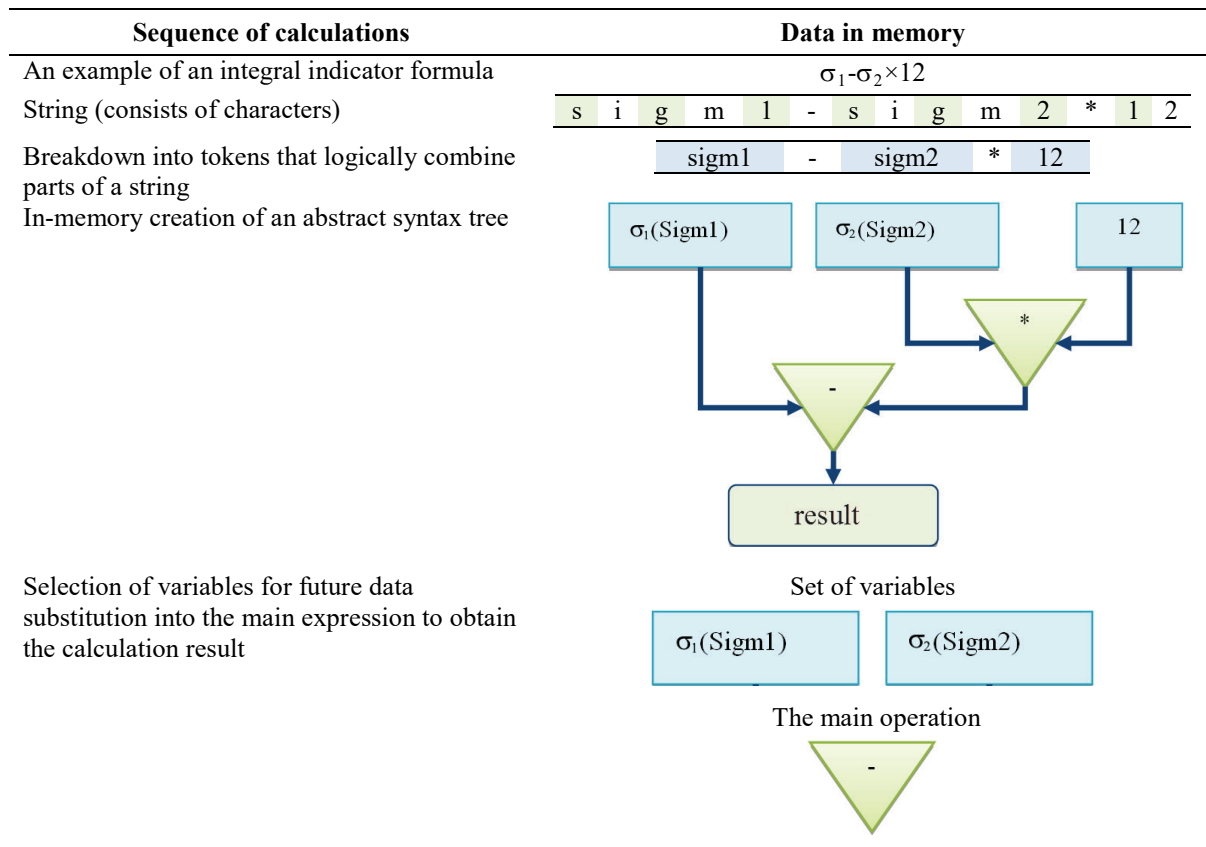 Sequence of calculations Data in memory
An example of an integral indicator formula σ₁-σ₂×12
String (consists of characters) s i g m 1 - s i g m 2 * 1 2
Breakdown into tokens that logically combine
parts of a string
sigm1 - sigm2 * 12
In-memory creation of an abstract syntax tree
σ₁(Sigm1) σ₂(Sigm2) 12
*
-
result
Selection of variables for future data
substitution into the main expression to obtain
the calculation result
Set of variables
σ₁(Sigm1) σ₂(Sigm2)
The main operation
-